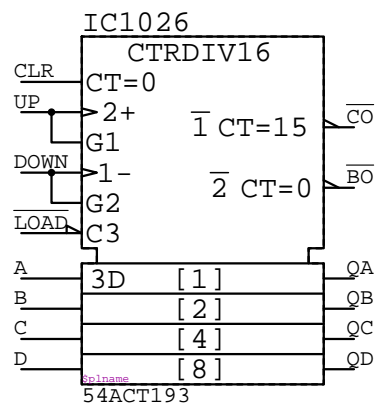 IC1026
CTRDIV16
CLR CT=0
UP 2+
G1
1 CT=15 CO
DOWN 1-
G2
2 CT=0 BO
LOAD C3
A 3D [1] QA
B [2] QB
C [4] QC
D [8] QD
$plname
54ACT193